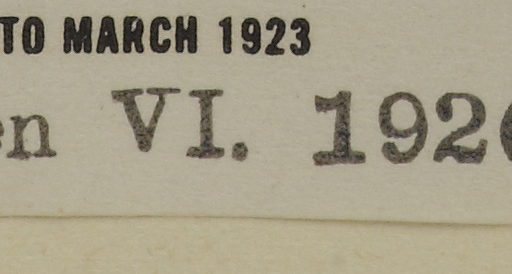 TO MARCH 1923
en VI. 192